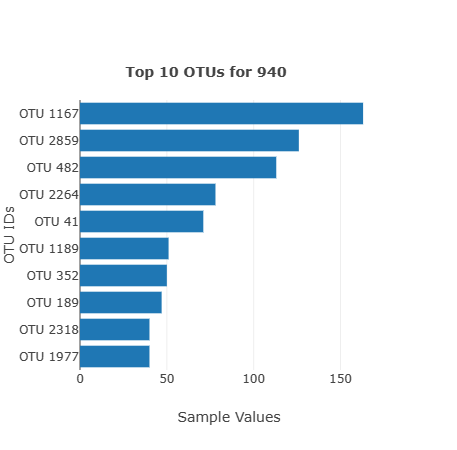 Top 10 OTUs for 940
OTU IDs
OTU 1167
OTU 2859
OTU 482
OTU 2264
OTU 41
OTU 1189
OTU 352
OTU 189
OTU 2318
OTU 1977
0 50 100 150
Sample Values